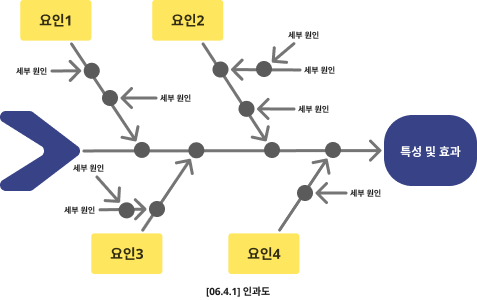 요인1
요인2
세부 원인
세부 원인
세부 원인
세부 원인
세부 원인
특성 및 효과
세부 원인
세부 원인
세부 원인
요인3
요인4
[06.4.1] 인과도